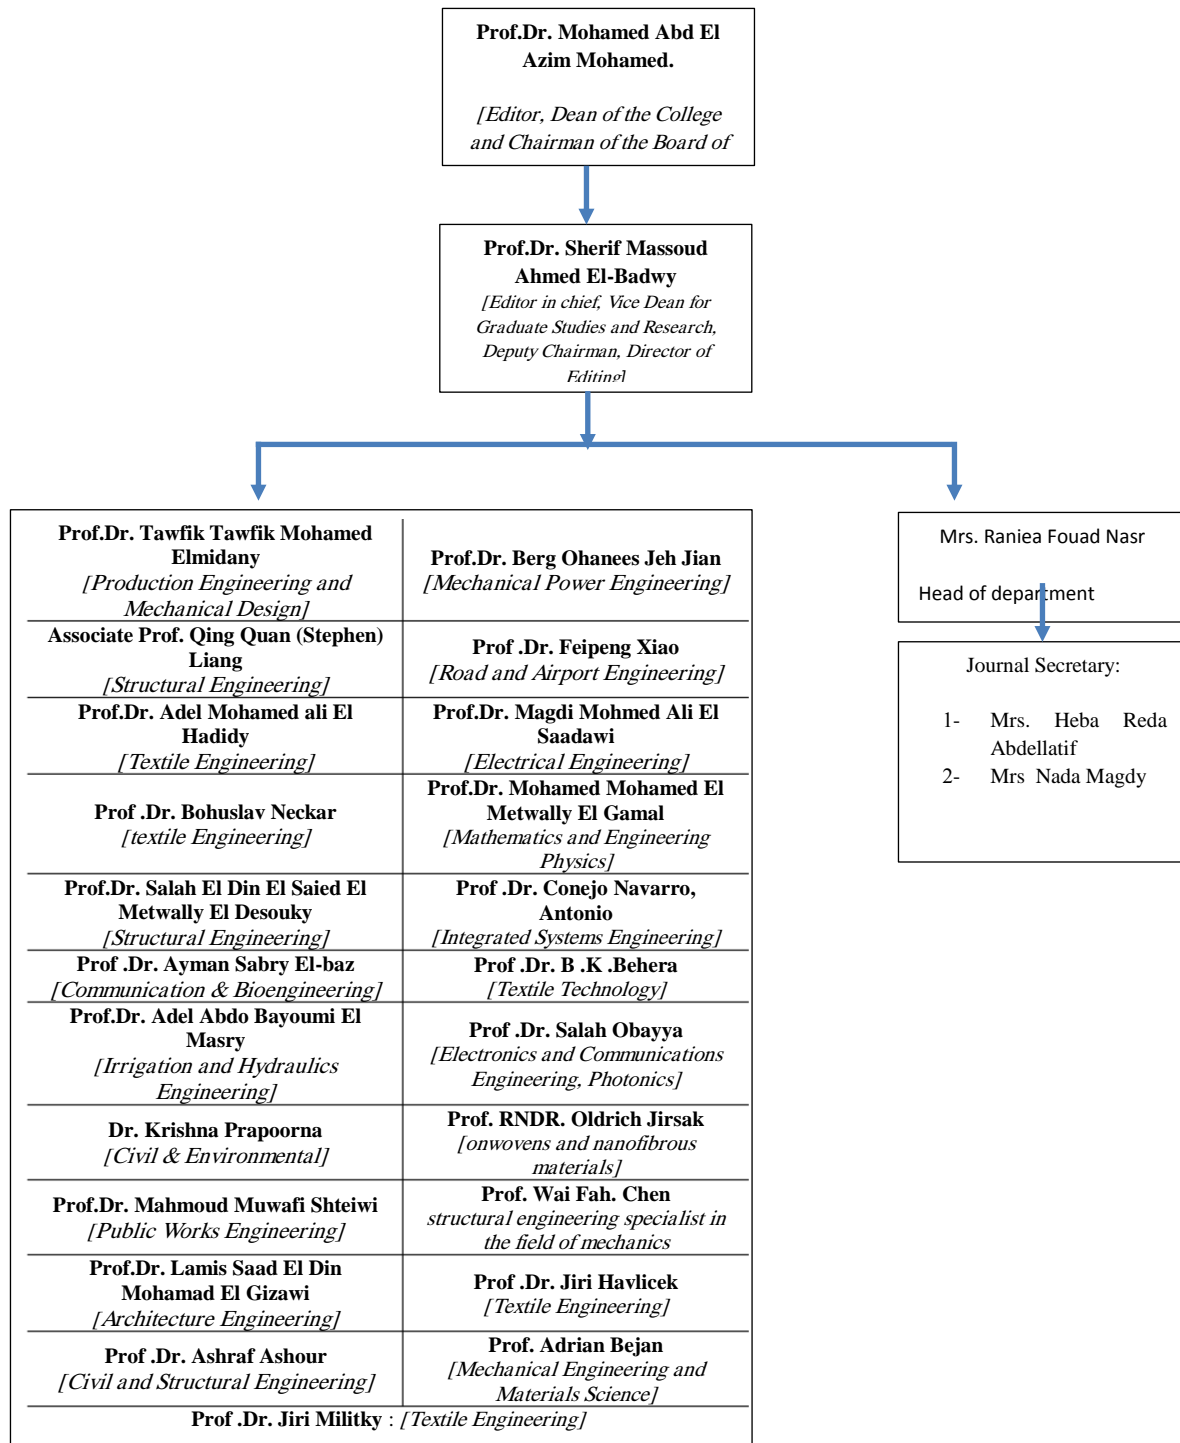 Prof.Dr. Mohamed Abd El
Azim Mohamed.
[Editor, Dean of the College
and Chairman of the Board of
Prof.Dr. Sherif Massoud
Ahmed El-Badwy
[Editor in chief, Vice Dean for
Graduate Studies and Research,
Deputy Chairman, Director of
Editing]
Prof.Dr. Tawfik Tawfik Mohamed
Elmidany
[Production Engineering and
Mechanical Design]
Prof.Dr. Berg Ohanees Jeh Jian
[Mechanical Power Engineering]
Associate Prof. Qing Quan (Stephen)
Liang
[Structural Engineering]
Prof .Dr. Feipeng Xiao
[Road and Airport Engineering]
Prof.Dr. Adel Mohamed ali El
Hadidy
[Textile Engineering]
Prof.Dr. Magdi Mohmed Ali El
Saadawi
[Electrical Engineering]
Prof .Dr. Bohuslav Neckar
[textile Engineering]
Prof.Dr. Mohamed Mohamed El
Metwally El Gamal
[Mathematics and Engineering
Physics]
Prof.Dr. Salah El Din El Saied El
Metwally El Desouky
[Structural Engineering]
Prof .Dr. Conejo Navarro,
Antonio
[Integrated Systems Engineering]
Prof .Dr. Ayman Sabry El-baz
[Communication & Bioengineering]
Prof .Dr. B .K .Behera
[Textile Technology]
Prof.Dr. Adel Abdo Bayoumi El
Masry
[Irrigation and Hydraulics
Engineering]
Prof .Dr. Salah Obayya
[Electronics and Communications
Engineering, Photonics]
Dr. Krishna Prapoorna
[Civil & Environmental]
Prof. RNDR. Oldrich Jirsak
[onwovens and nanofibrous
materials]
Prof.Dr. Mahmoud Muwafi Shteiwi
[Public Works Engineering]
Prof. Wai Fah. Chen
structural engineering specialist in
the field of mechanics
Prof.Dr. Lamis Saad El Din
Mohamad El Gizawi
[Architecture Engineering]
Prof .Dr. Jiri Havlicek
[Textile Engineering]
Prof .Dr. Ashraf Ashour
[Civil and Structural Engineering]
Prof. Adrian Bejan
[Mechanical Engineering and
Materials Science]
Prof .Dr. Jiri Militky : [Textile Engineering]
Mrs. Raniea Fouad Nasr
Head of department
Journal Secretary:
1- Mrs. Heba Reda
Abdellatif
2- Mrs Nada Magdy